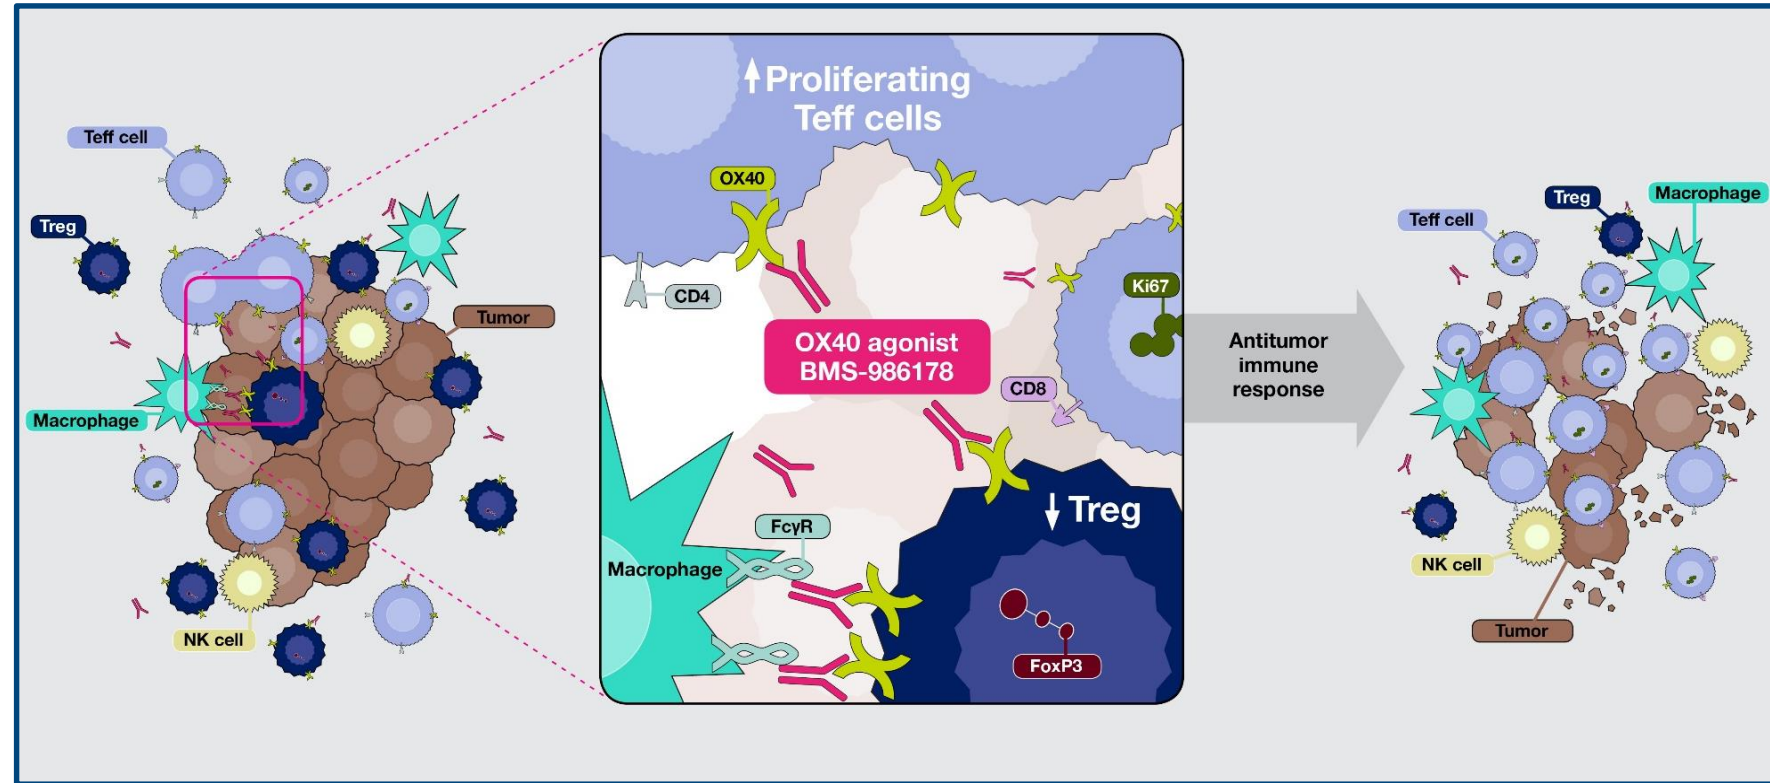 Teff cell
Treg
Tumor
Macrophage
NK cell
Proliferating
Teff cells
OX40
CD4
Ki67
OX40 agonist
BMS-986178
CD8
Treg
FcγR
Macrophage
FoxP3
Antitumor
immune
response
Treg
Macrophage
Teff cell
NK cell
Tumor